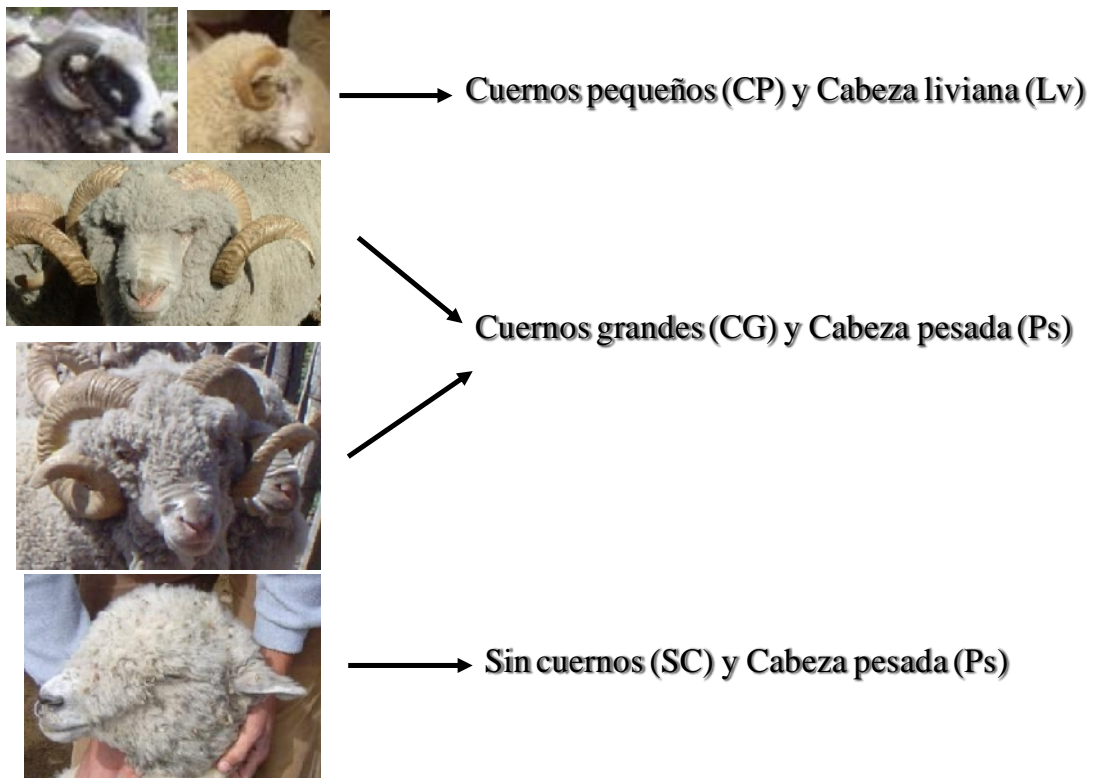 Cuernos pequeños (CP) y Cabeza liviana (Lv)
Cuernos grandes (CG) y Cabeza pesada (Ps)
Sin cuernos (SC) y Cabeza pesada (Ps)